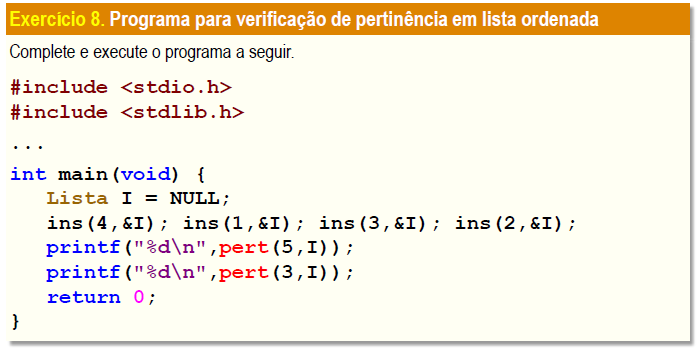 Exercício 8. Programa para verificação de pertinência em lista ordenada
Complete e execute o programa a seguir.
#include <stdio.h>
#include <stdlib.h>
...
int main(void) {
   Lista I = NULL;
   ins(4,&I); ins(1,&I); ins(3,&I); ins(2,&I);
   printf("%d\n",pert(5,I));
   printf("%d\n",pert(3,I));
   return 0;
}